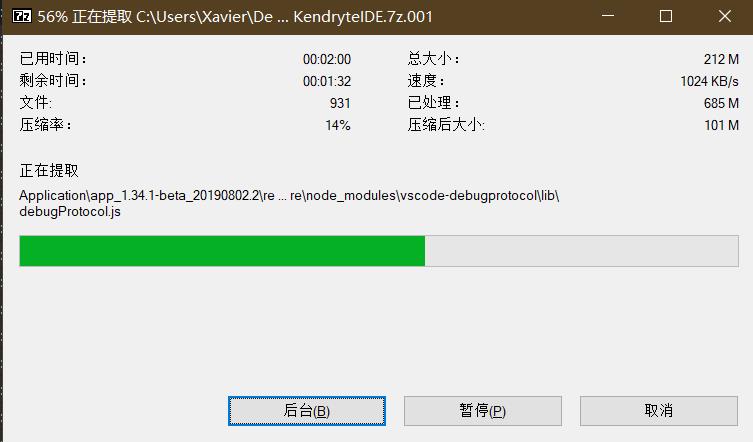 7z 56% 正在提取 C:\Users\Xavier\De ... KendryteIDE.7z.001
已用时间： 00:02:00 总大小： 212 M
剩余时间： 00:01:32 速度： 1024 KB/s
文件: 931 已处理： 685 M
压缩率： 14% 压缩后大小: 101 M
正在提取
Application\app_1.34.1-beta_20190802.2\re ... re\node_modules\vscode-debugprotocol\lib\
debugProtocol.js
后台(B) 暂停(P) 取消